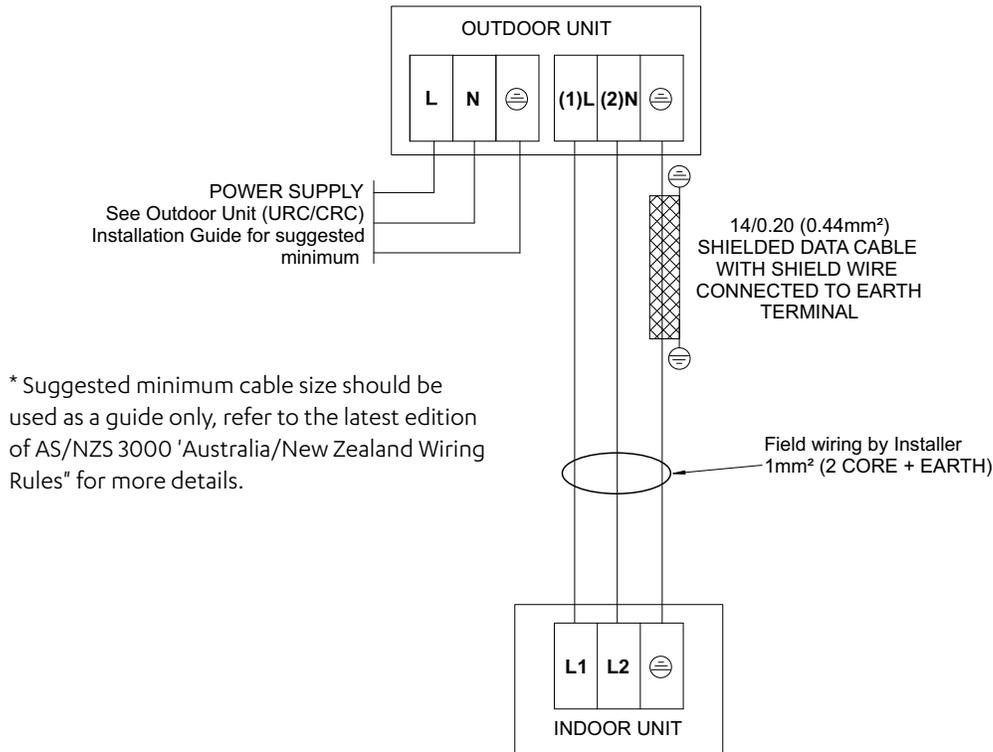 OUTDOOR UNIT
L N (1)L (2)N
POWER SUPPLY
See Outdoor Unit (URC/CRC)
Installation Guide for suggested
minimum
14/0.20 (0.44mm²)
SHIELDED DATA CABLE
WITH SHIELD WIRE
CONNECTED TO EARTH
TERMINAL
* Suggested minimum cable size should be
used as a guide only, refer to the latest edition
of AS/NZS 3000 'Australia/New Zealand Wiring
Rules" for more details.
Field wiring by Installer
1mm² (2 CORE + EARTH)
L1 L2
INDOOR UNIT